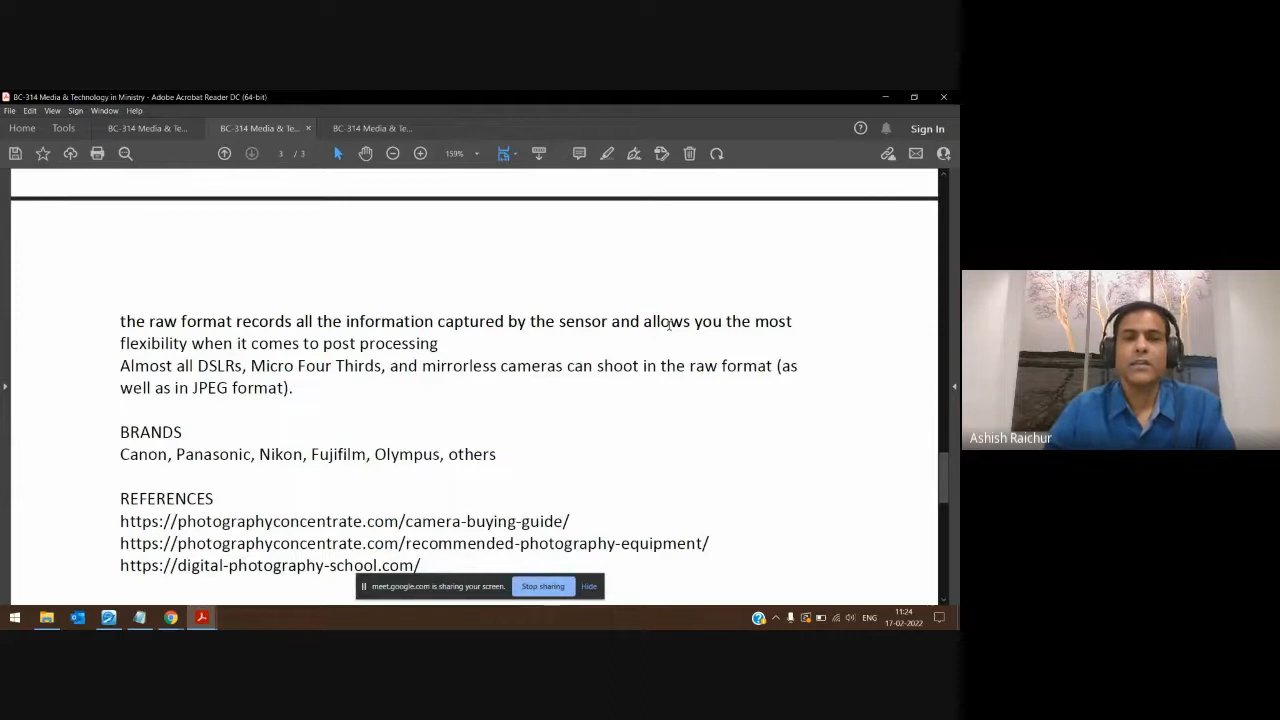 BC-314 Media & Technology in Ministry - Adobe Acrobat Reader DC (64-bit)
File Edit View Sign Window Help
Home Tools BC-314 Media & Te... BC-314 Media & Te... × BC-314 Media & Te... Sign In
3 / 3 159%
the raw format records all the information captured by the sensor and allows you the most
flexibility when it comes to post processing
Almost all DSLRs, Micro Four Thirds, and mirrorless cameras can shoot in the raw format (as
well as in JPEG format).
BRANDS
Canon, Panasonic, Nikon, Fujifilm, Olympus, others
REFERENCES
https://photographyconcentrate.com/camera-buying-guide/
https://photographyconcentrate.com/recommended-photography-equipment/
https://digital-photography-school.com/
meet.google.com is sharing your screen. Stop sharing Hide
ENG
11:24
17-02-2022
Ashish Raichur